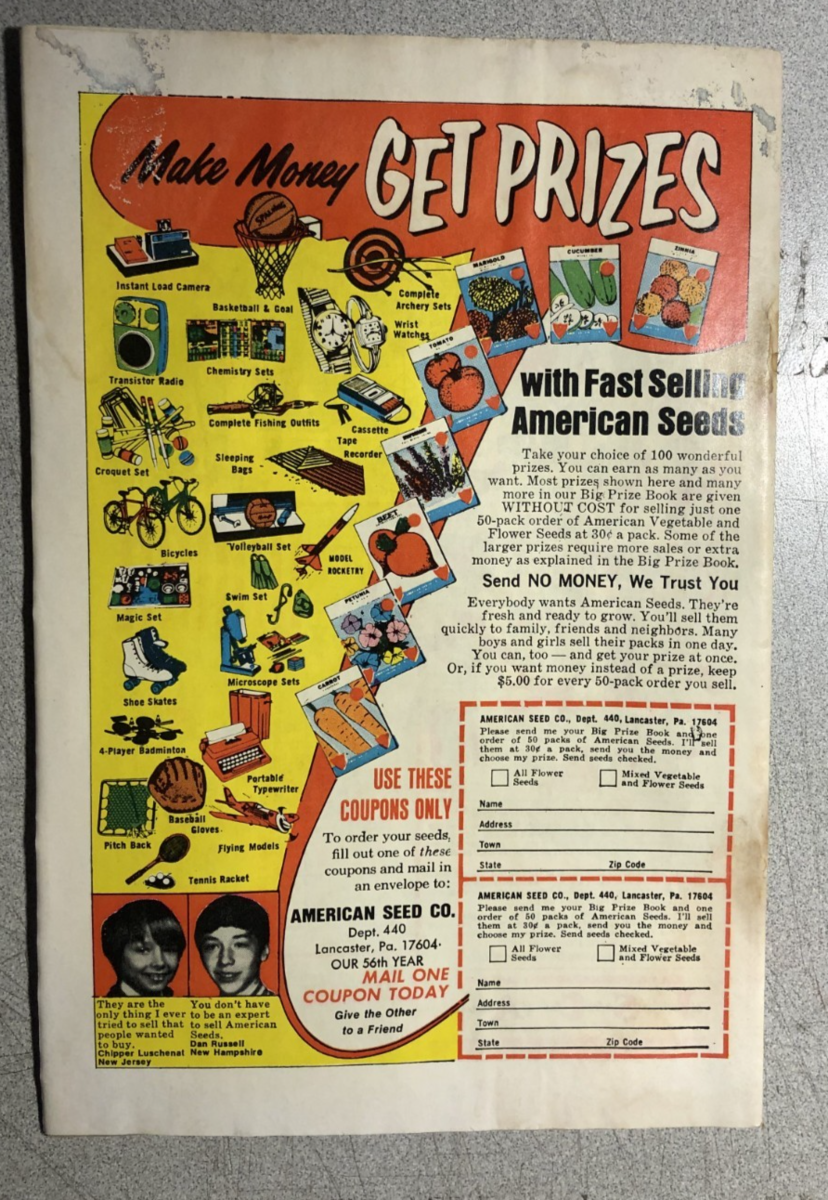 Make Money GET PRIZES
SPALDING
Instant Load Camera
Basketball & Goal
Complete
Archery Sets
Wrist
Watches
Transistor Radio
Chemistry Sets
Complete Fishing Outfits
Cassette
Tape
Recorder
Croquet Set
Sleeping
Bags
Bicycles
Volleyball Set
MODEL
ROCKETRY
Swim Set
Magic Set
Microscope Sets
Shoe Skates
4-Player Badminton
Portable
Typewriter
Baseball
Gloves
Pitch Back
Flying Models
Tennis Racket
MARIGOLD
CUCUMBER
ZINNIA
TOMATO
BEET
PETUNIA
CARROT
with Fast Selling
American Seeds
Take your choice of 100 wonderful
prizes. You can earn as many as you
want. Most prizes shown here and many
more in our Big Prize Book are given
WITHOUT COST for selling just one
50-pack order of American Vegetable and
Flower Seeds at 30¢ a pack. Some of the
larger prizes require more sales or extra
money as explained in the Big Prize Book.
Send NO MONEY, We Trust You
Everybody wants American Seeds. They're
fresh and ready to grow. You'll sell them
quickly to family, friends and neighbors. Many
boys and girls sell their packs in one day.
You can, too — and get your prize at once.
Or, if you want money instead of a prize, keep
$5.00 for every 50-pack order you sell.
USE THESE
COUPONS ONLY
To order your seeds,
fill out one of these
coupons and mail in
an envelope to:
AMERICAN SEED CO.
Dept. 440
Lancaster, Pa. 17604
OUR 56th YEAR
MAIL ONE
COUPON TODAY
Give the Other
to a Friend
AMERICAN SEED CO., Dept. 440, Lancaster, Pa. 17604
Please send me your Big Prize Book and one
order of 50 packs of American Seeds. I'll sell
them at 30¢ a pack, send you the money and
choose my prize. Send seeds checked.
All Flower
Seeds
Mixed Vegetable
and Flower Seeds
Name
Address
Town
State Zip Code
AMERICAN SEED CO., Dept. 440, Lancaster, Pa. 17604
Please send me your Big Prize Book and one
order of 50 packs of American Seeds. I'll sell
them at 30¢ a pack, send you the money and
choose my prize. Send seeds checked.
All Flower
Seeds
Mixed Vegetable
and Flower Seeds
Name
Address
Town
State Zip Code
They are the
only thing I ever
tried to sell that
people wanted
to buy.
Chipper Luschenat
New Jersey
You don't have
to be an expert
to sell American
Seeds.
Dan Russell
New Hampshire